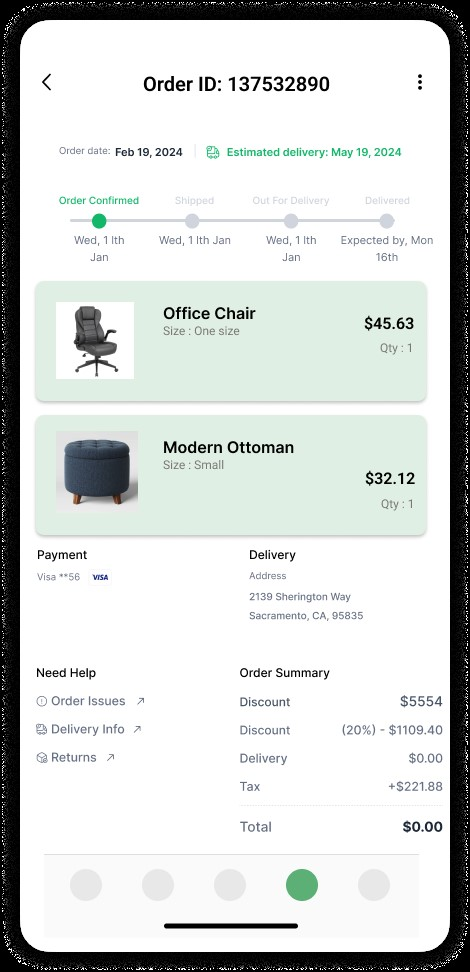 Order ID: 137532890
Order date: Feb 19, 2024 Estimated delivery: May 19, 2024
Order Confirmed Shipped Out For Delivery Delivered
Wed, 1 lth Wed, 1 lth Jan Wed, 1 lth Expected by, Mon
Jan Jan 16th
Office Chair
Size : One size
$45.63
Qty : 1
Modern Ottoman
Size : Small
$32.12
Qty : 1
Payment Delivery
Visa **56 VISA Address
2139 Sherington Way
Sacramento, CA, 95835
Need Help Order Summary
Order Issues Discount $5554
Delivery Info Discount (20%) - $1109.40
Returns Delivery $0.00
Tax +$221.88
Total $0.00